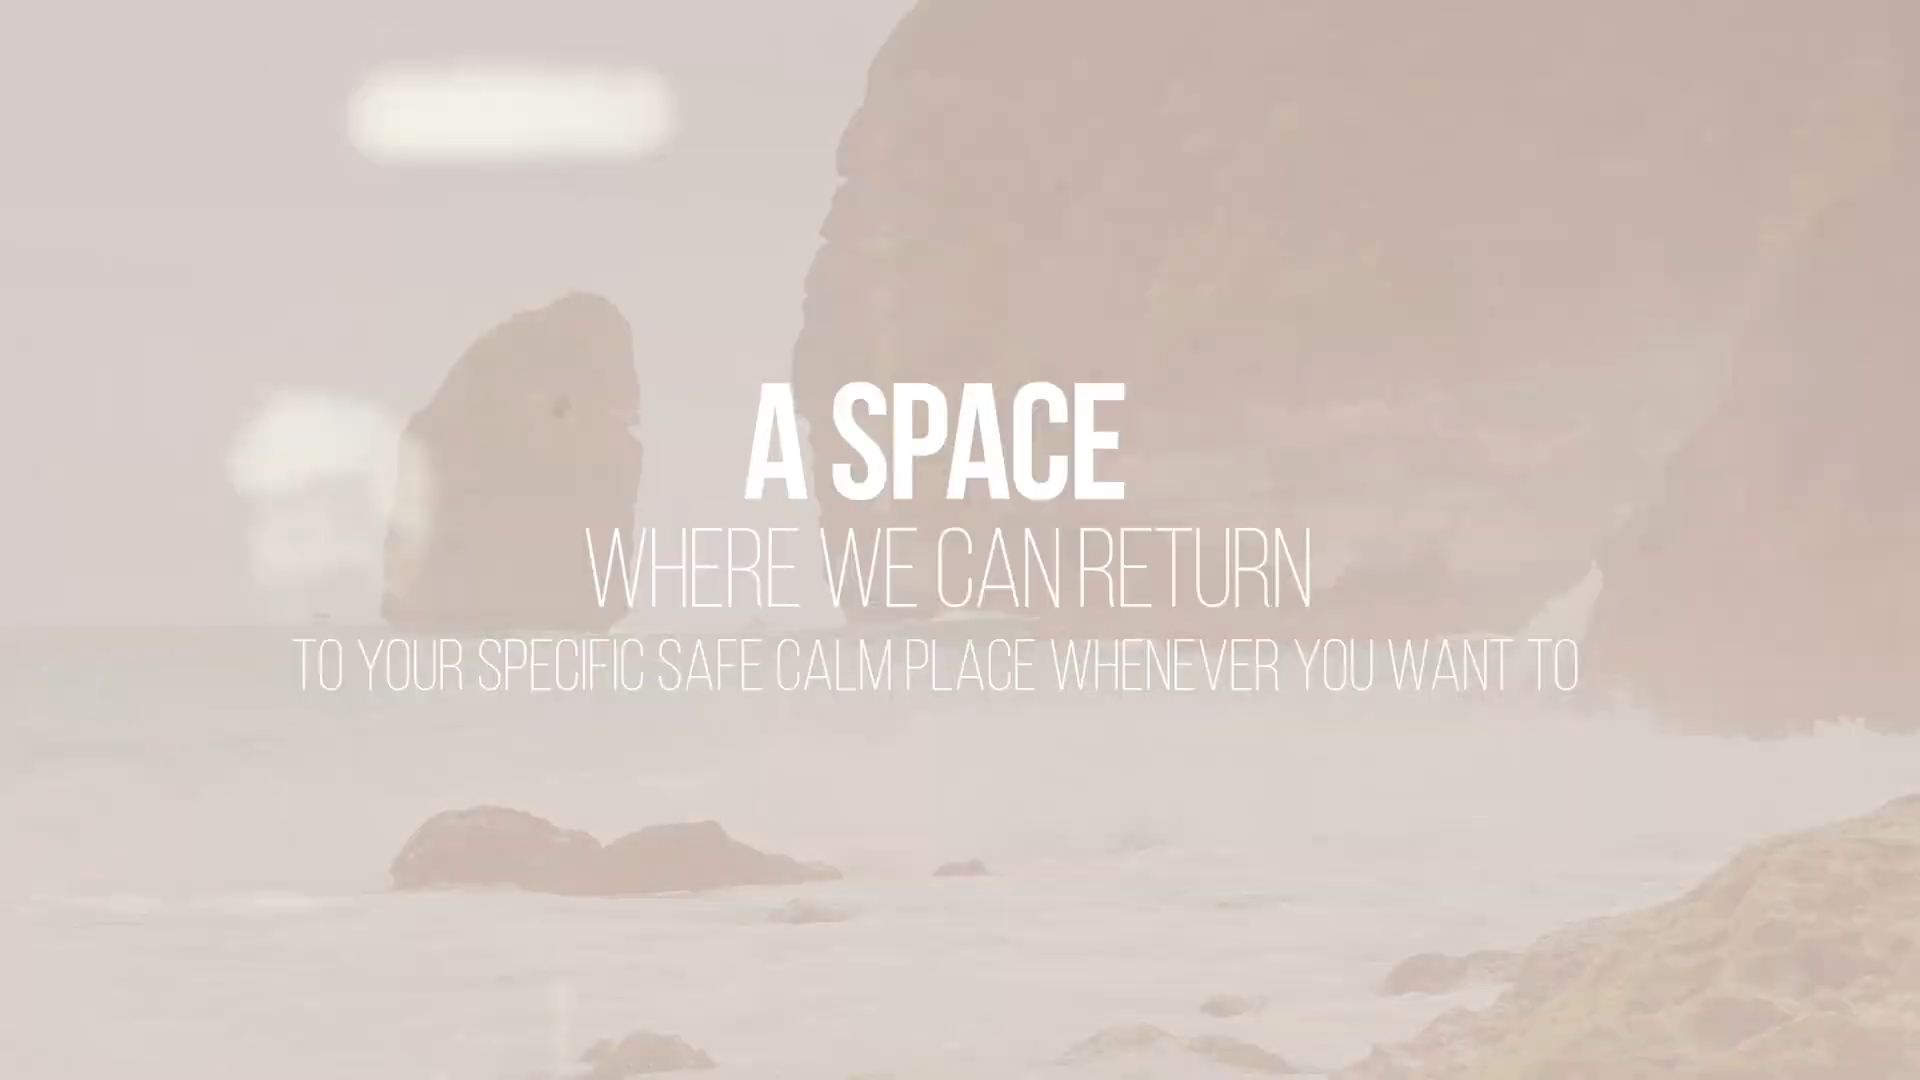 A SPACE
WHERE WE CAN RETURN
TO YOUR SPECIFIC SAFE CALM PLACE WHENEVER YOU WANT TO